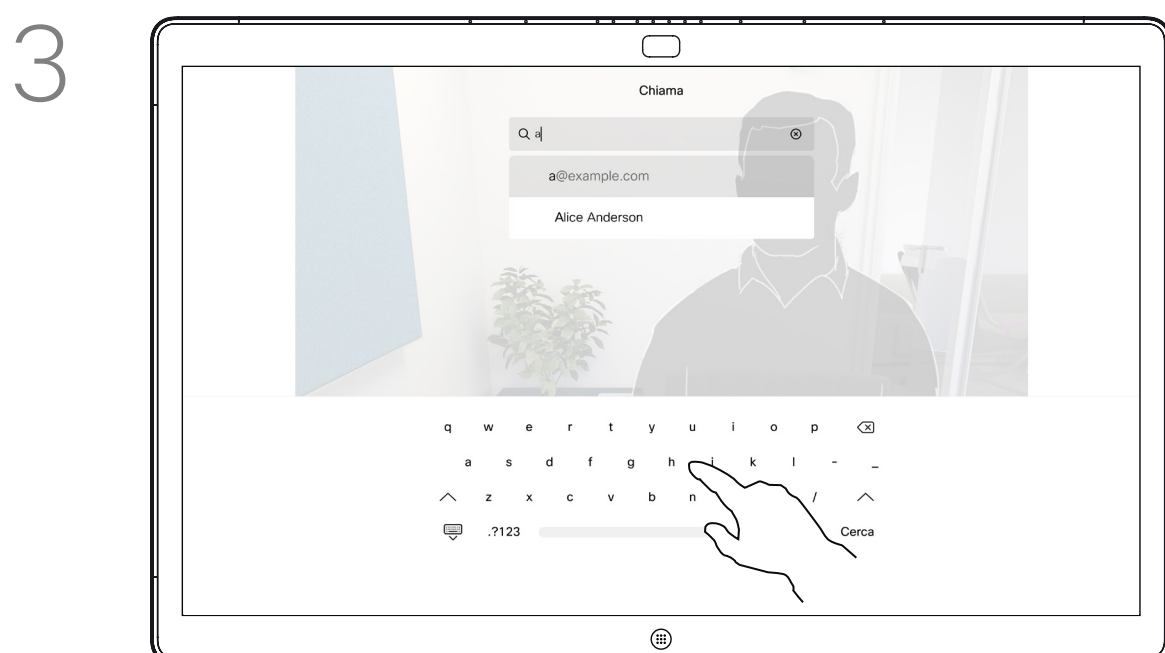 3
Chiama
a
a@example.com
Alice Anderson
q w e r t y u i o p
a s d f g h j k l - _
z x c v b n /
.?123 Cerca